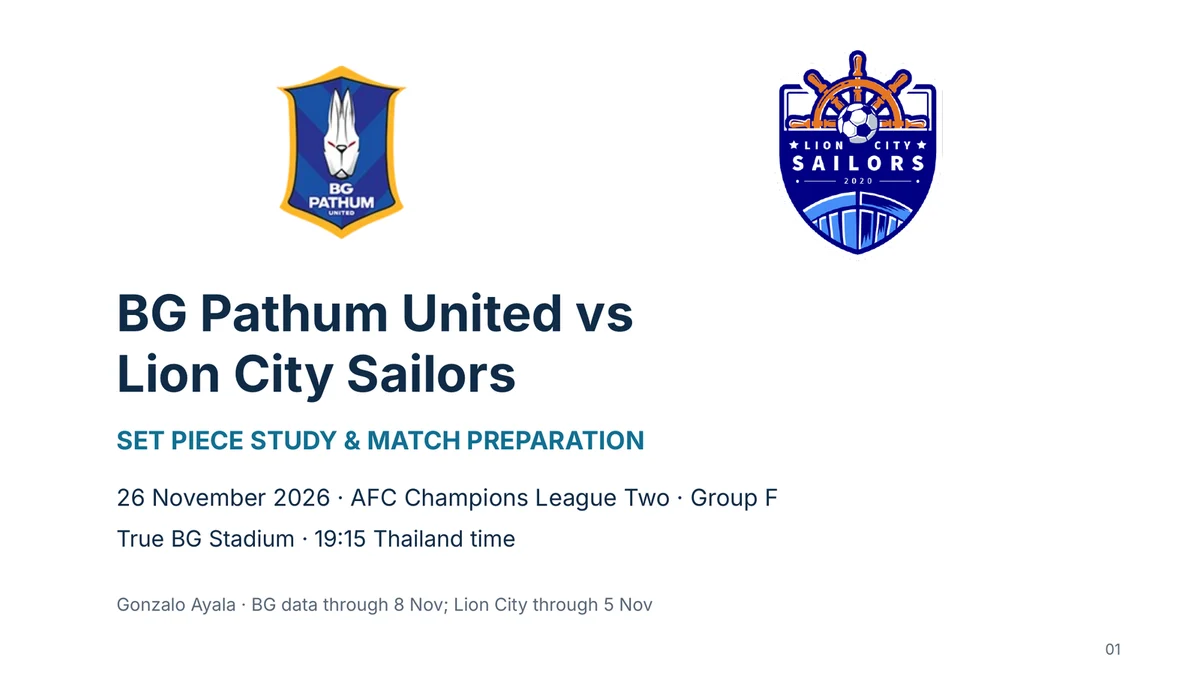 BG
PATHUM
UNITED
LION CITY
SAILORS
2020
BG Pathum United vs
Lion City Sailors
SET PIECE STUDY & MATCH PREPARATION
26 November 2026 · AFC Champions League Two · Group F
True BG Stadium · 19:15 Thailand time
Gonzalo Ayala · BG data through 8 Nov; Lion City through 5 Nov
01